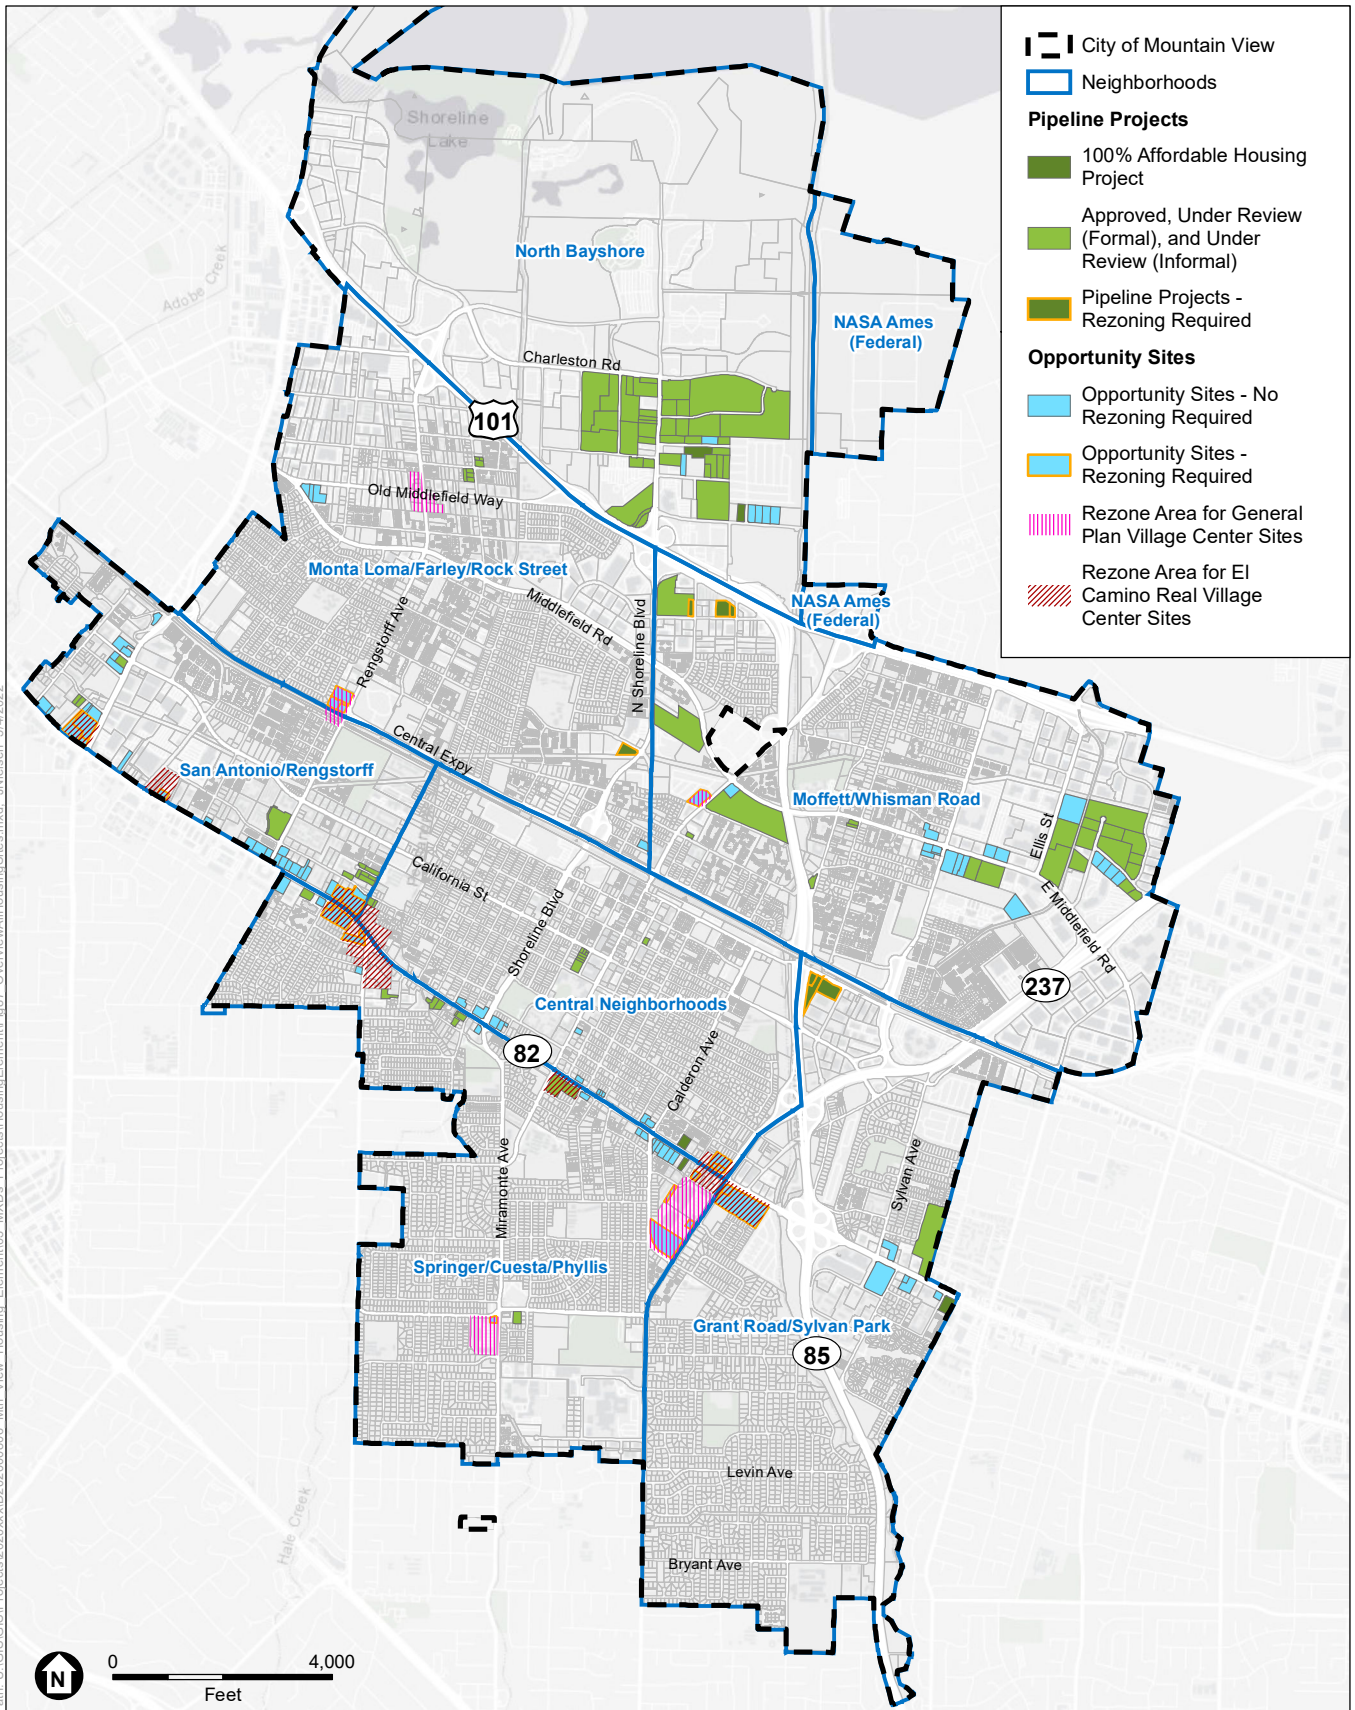 City of Mountain View
Neighborhoods
Pipeline Projects
100% Affordable Housing
Project
Approved, Under Review
(Formal), and Under
Review (Informal)
Pipeline Projects -
Rezoning Required
Opportunity Sites
Opportunity Sites - No
Rezoning Required
Opportunity Sites -
Rezoning Required
Rezone Area for General
Plan Village Center Sites
Rezone Area for El
Camino Real Village
Center Sites
Shoreline
Lake
Adobe Creek
North Bayshore
NASA Ames
(Federal)
Charleston Rd
101
Old Middlefield Way
Monta Loma/Farley/Rock Street
Middlefield Rd
NASA Ames
(Federal)
Rengstorff Ave
N Shoreline Blvd
Central Expy
San Antonio/Rengstorff
Moffett/Whisman Road
Ellis St
California St
E Middlefield Rd
Shoreline Blvd
237
Central Neighborhoods
82
Calderon Ave
Miramonte Ave
Sylvan Ave
Springer/Cuesta/Phyllis
Grant Road/Sylvan Park
85
Levin Ave
Hale Creek
Bryant Ave
N
0
4,000
Feet